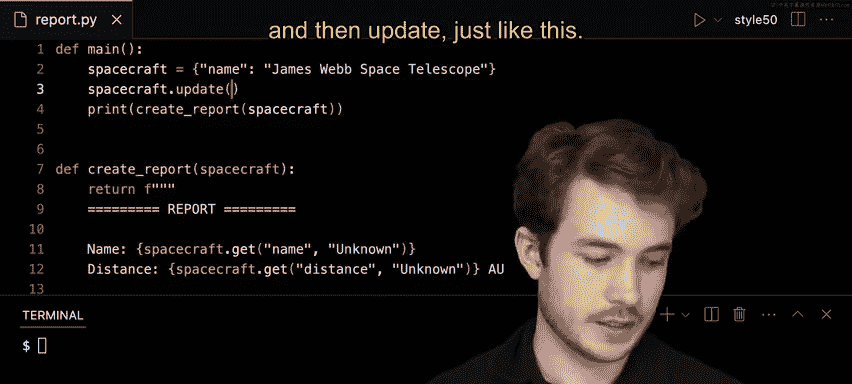 report.py
style50
and then update, just like this.
1 def main():
2 spacecraft = {"name": "James Webb Space Telescope"}
3 spacecraft.update()
4 print(create_report(spacecraft))
5
6
7 def create_report(spacecraft):
8 return f"""
9 ========= REPORT =========
10
11 Name: {spacecraft.get("name", "Unknown")}
12 Distance: {spacecraft.get("distance", "Unknown")} AU
13
TERMINAL
$